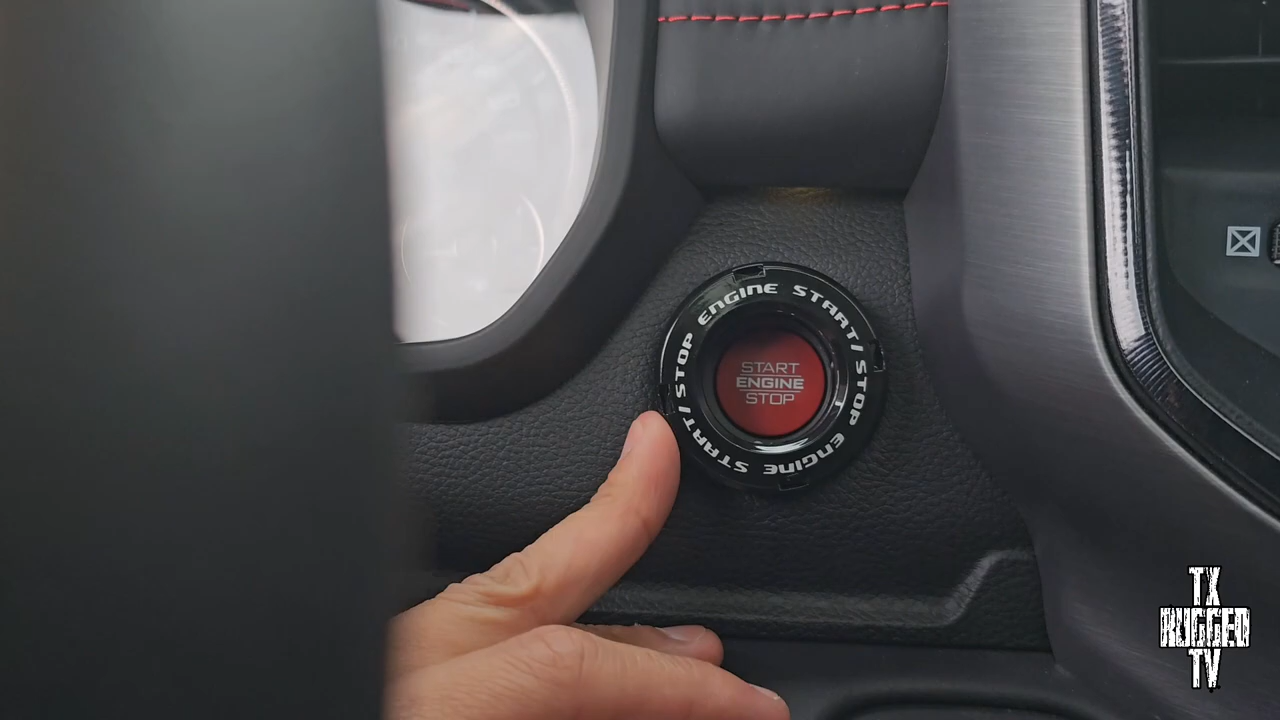 ENGINE START/STOP ENGINE START/STOP
START
ENGINE
STOP
TX
RUGGED
TV